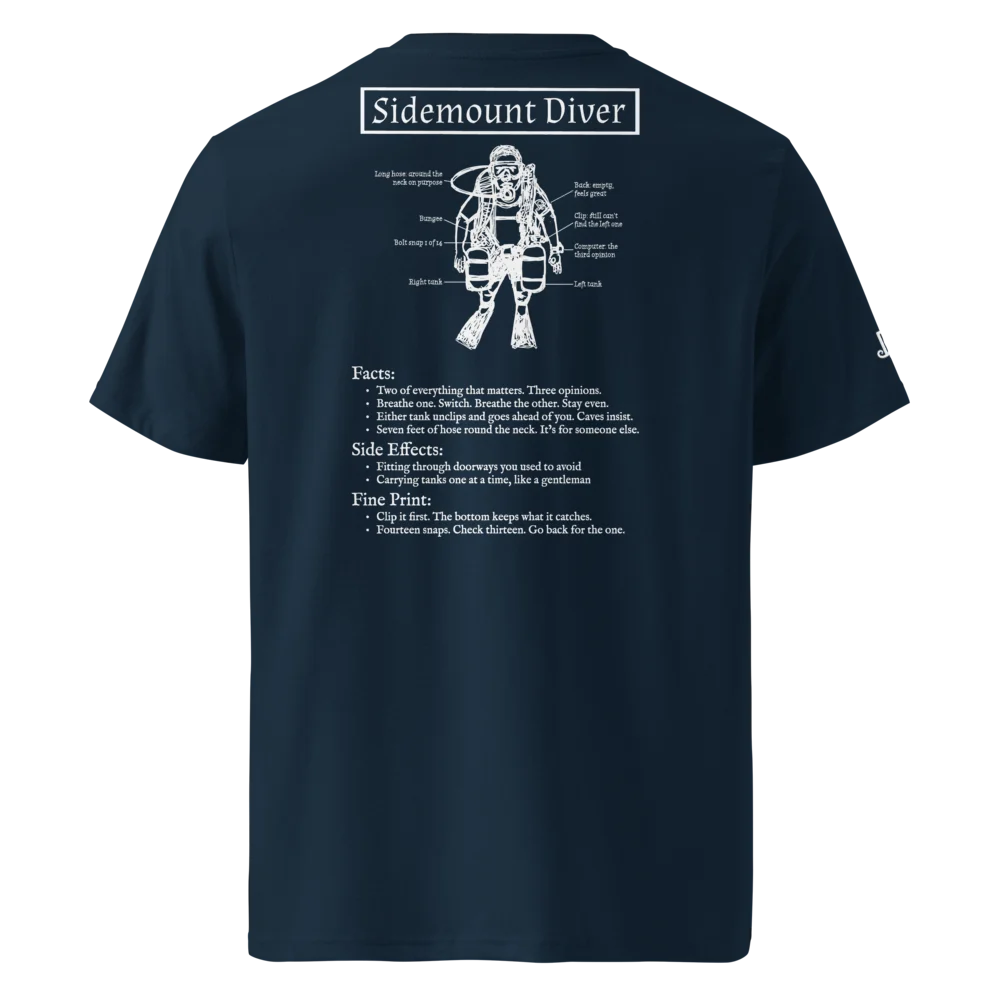 Sidemount Diver
Long hose: around the
neck on purpose
Back: empty,
feels great
Bungee
Clip: still can't
find the left one
Bolt snap 1 of 14
Computer: the
third opinion
Right tank
Left tank
Facts:
• Two of everything that matters. Three opinions.
• Breathe one. Switch. Breathe the other. Stay even.
• Either tank unclips and goes ahead of you. Caves insist.
• Seven feet of hose round the neck. It's for someone else.
Side Effects:
• Fitting through doorways you used to avoid
• Carrying tanks one at a time, like a gentleman
Fine Print:
• Clip it first. The bottom keeps what it catches.
• Fourteen snaps. Check thirteen. Go back for the one.